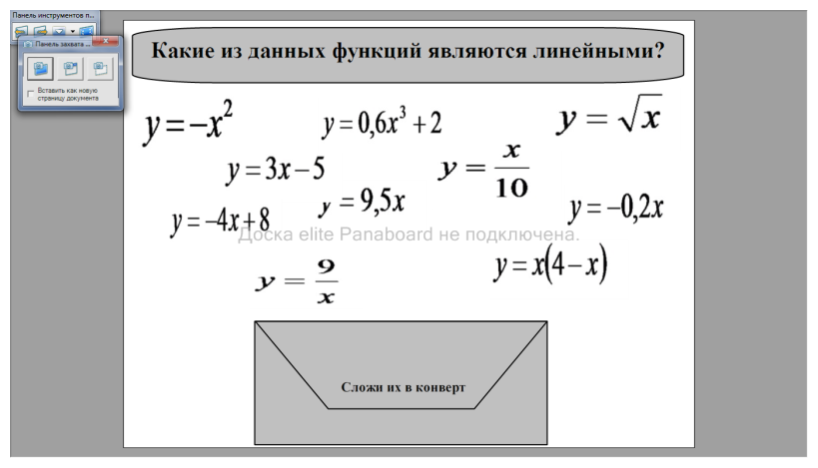 Панель инструментов п...
Панель захвата ...
Вставить как новую
страницу документа
Какие из данных функций являются линейными?
y=−x²
y=0,6x³+2
y=√x
y=3x−5
y=x/10
y=−4x+8
y=9,5x
y=−0,2x
Доска elite Panaboard не подключена.
y=9/x
y=x(4−x)
Сложи их в конверт